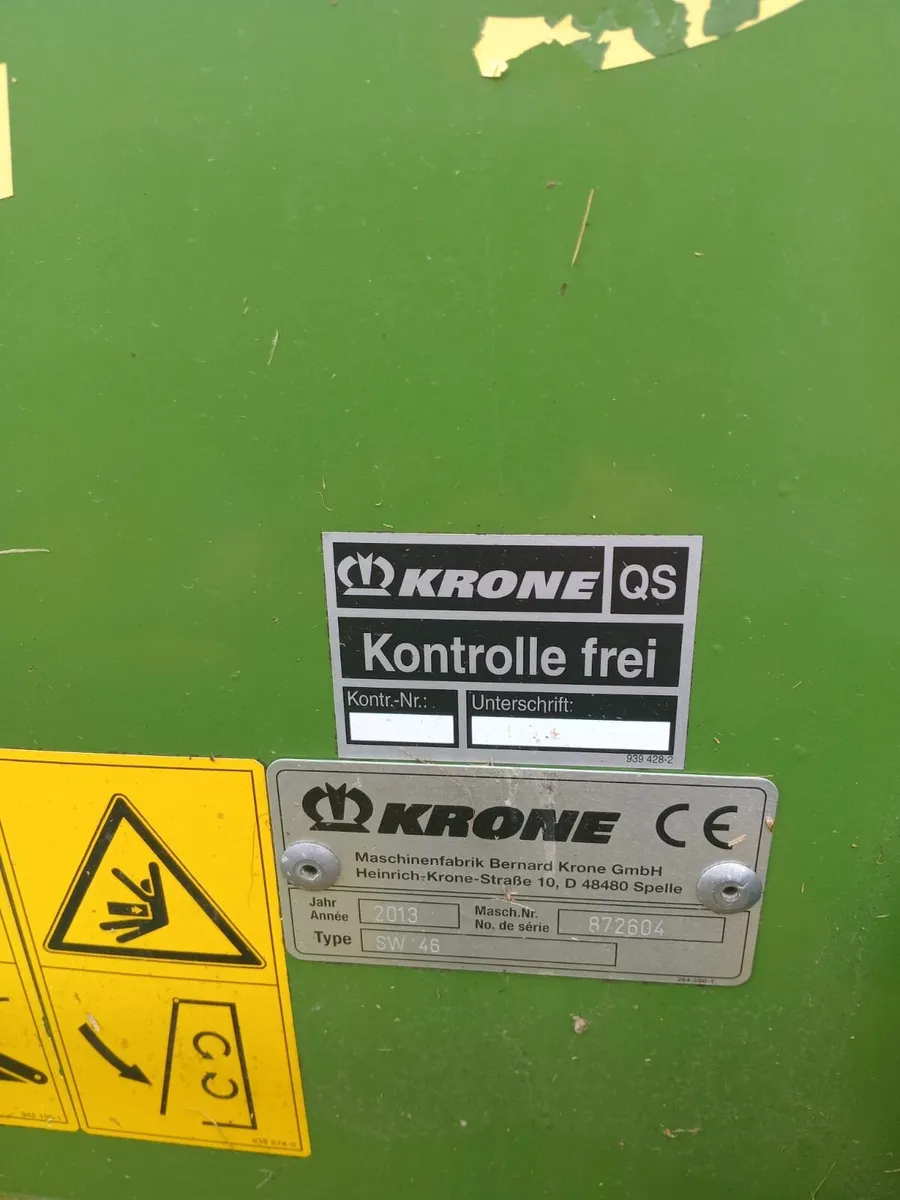 KRONE QS
Kontrolle frei
Kontr.-Nr.: Unterschrift:
939 428-2
KRONE CE
Maschinenfabrik Bernard Krone GmbH
Heinrich-Krone-Straße 10, D 48480 Spelle
Jahr
Année 2013
Masch.Nr.
No. de série 872604
Type SW 46